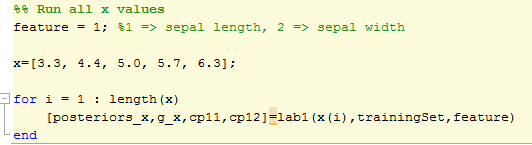 %% Run all x values
feature = 1; %1 => sepal length, 2 => sepal width
x=[3.3, 4.4, 5.0, 5.7, 6.3];
for i = 1 : length(x)
[posteriors_x,g_x,cp11,cp12]=lab1(x(i),trainingSet,feature)
end